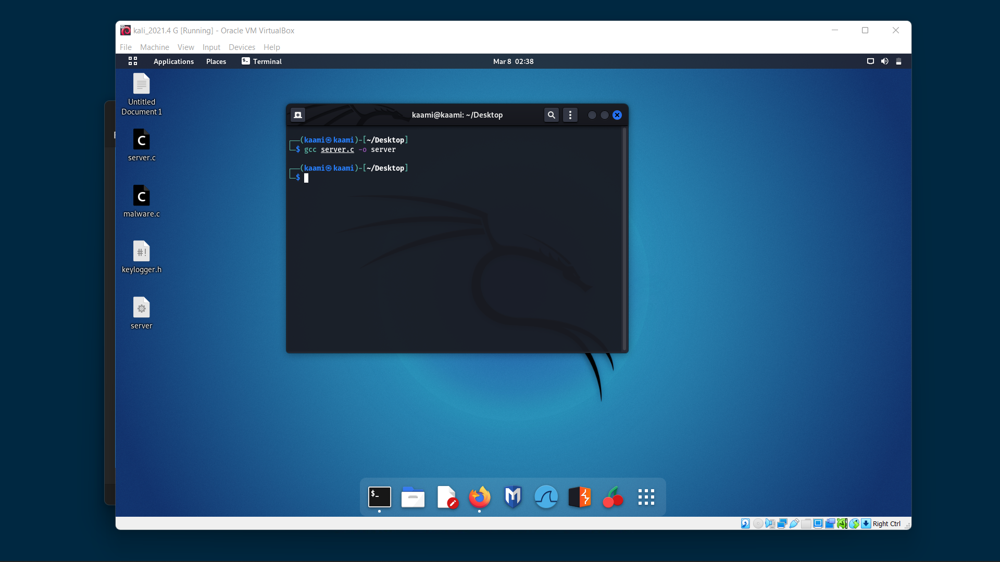 kali_2021.4 G [Running] - Oracle VM VirtualBox
File Machine View Input Devices Help
Applications Places Terminal Mar 8 02:38
Untitled
Document 1
server.c
malware.c
keylogger.h
server
kaami@kaami: ~/Desktop
(kaami㉿kaami)-[~/Desktop]
$ gcc server.c -o server
(kaami㉿kaami)-[~/Desktop]
$
Right Ctrl